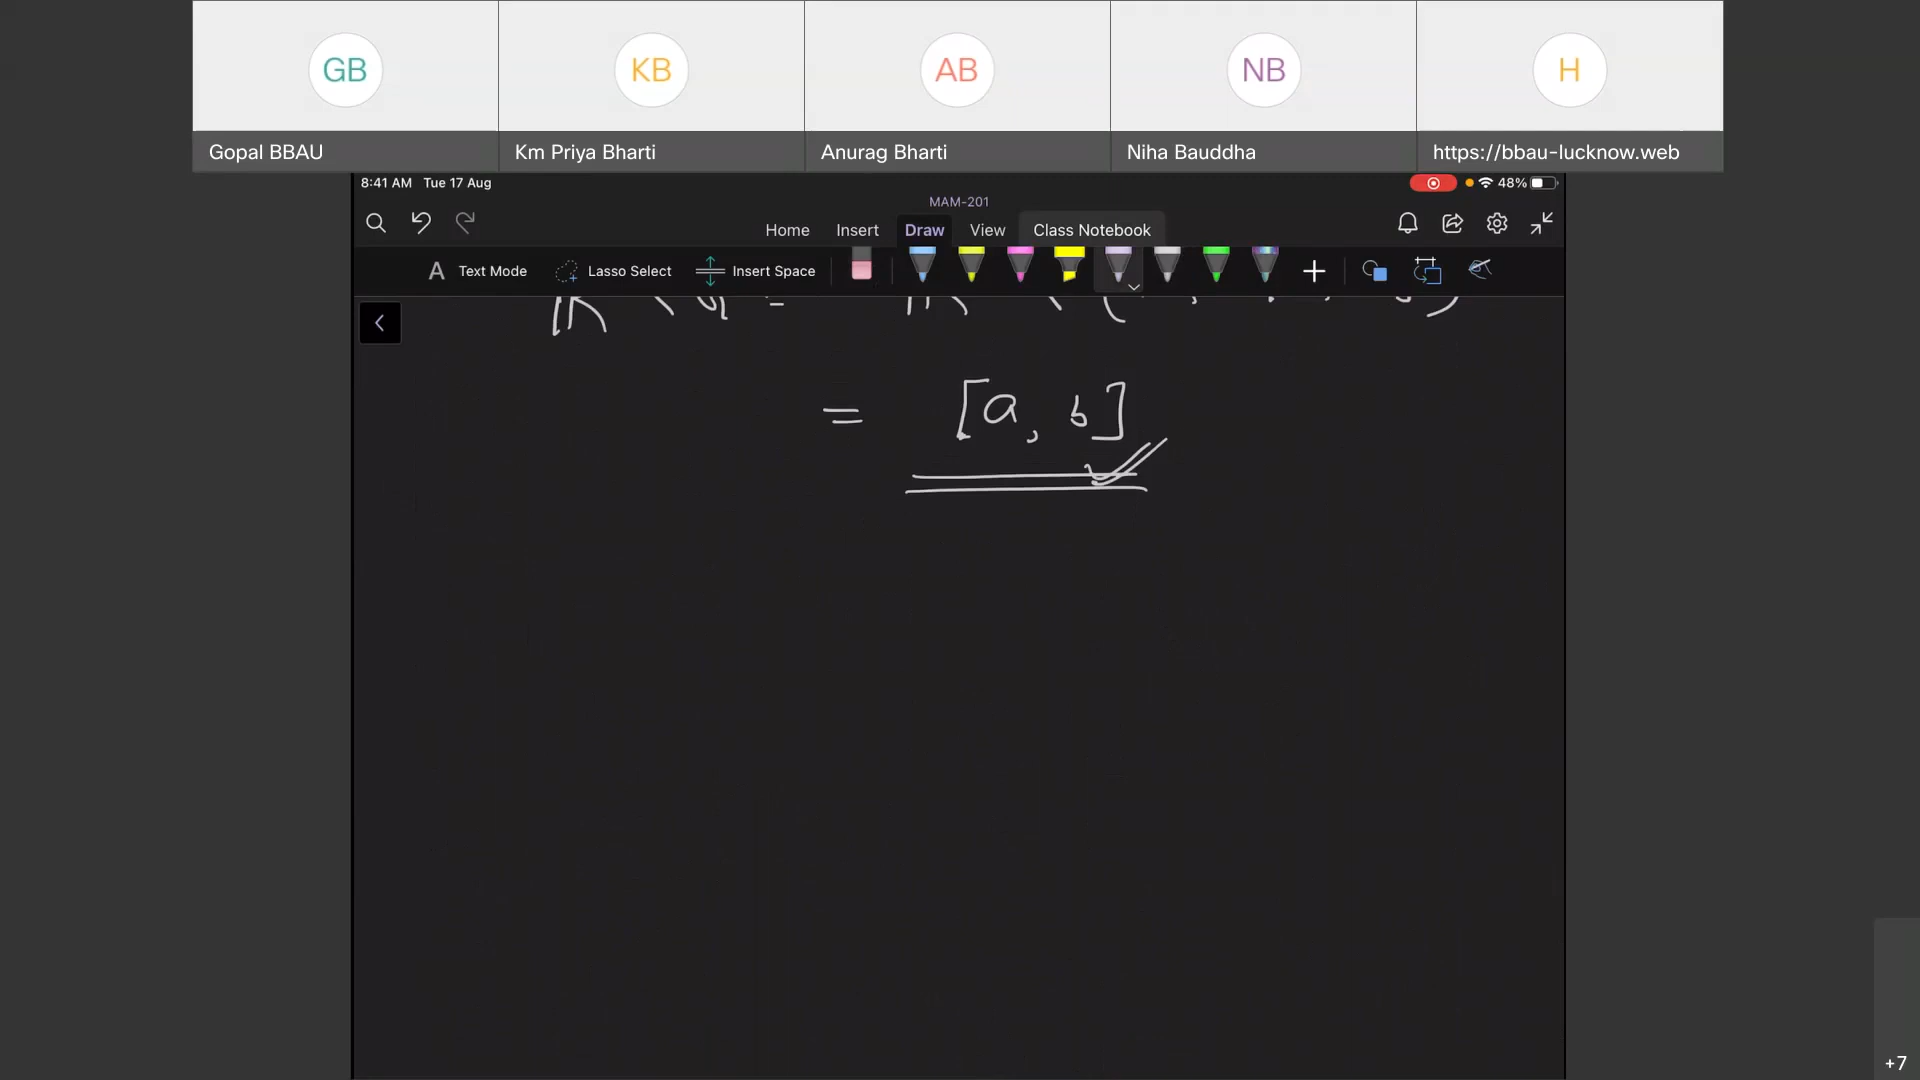 GB KB AB NB H
Gopal BBAU Km Priya Bharti Anurag Bharti Niha Bauddha https://bbau-lucknow.web
8:41 AM Tue 17 Aug 48%
MAM-201
Home Insert Draw View Class Notebook
A Text Mode Lasso Select Insert Space
= [a, b]
+7